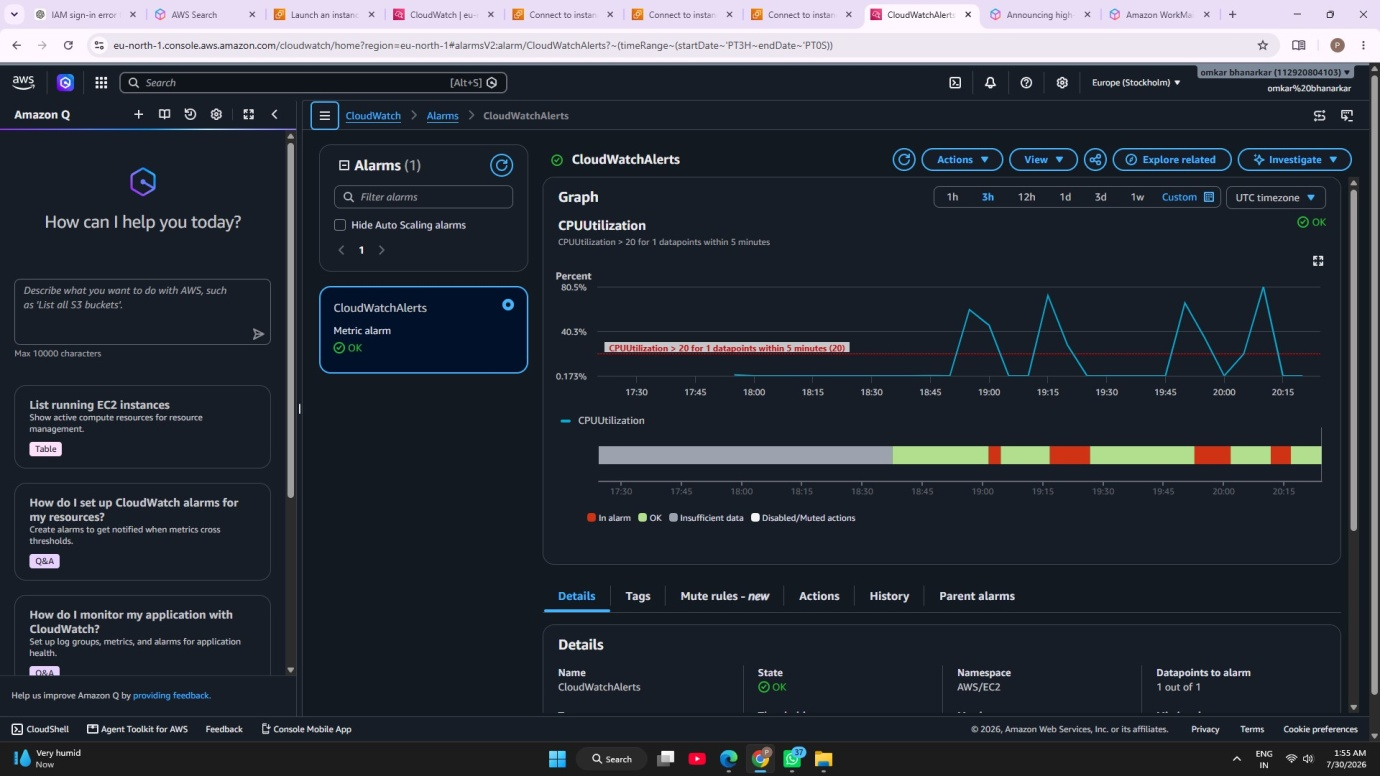 IAM sign-in error
AWS Search
Launch an instanc
CloudWatch | eu-n
Connect to instan
Connect to instan
Connect to instan
CloudWatchAlerts
Announcing high-
Amazon WorkMa
eu-north-1.console.aws.amazon.com/cloudwatch/home?region=eu-north-1#alarmsV2:alarm/CloudWatchAlerts?~(timeRange~(startDate~'PT3H~endDate~'PT0S))
P
aws
Search
[Alt+S]
Europe (Stockholm)
omkar bhanarkar (112920804103)
omkar%20bhanarkar
Amazon Q
CloudWatch
Alarms
CloudWatchAlerts
How can I help you today?
Describe what you want to do with AWS, such
as 'List all S3 buckets'.
Max 10000 characters
List running EC2 instances
Show active compute resources for resource
management.
Table
How do I set up CloudWatch alarms for
my resources?
Create alarms to get notified when metrics cross
thresholds.
Q&A
How do I monitor my application with
CloudWatch?
Set up log groups, metrics, and alarms for application
health.
Q&A
Help us improve Amazon Q by providing feedback.
Alarms (1)
Filter alarms
Hide Auto Scaling alarms
1
CloudWatchAlerts
Metric alarm
OK
CloudWatchAlerts
Actions
View
Explore related
Investigate
Graph
1h
3h
12h
1d
3d
1w
Custom
UTC timezone
CPUUtilization
OK
CPUUtilization > 20 for 1 datapoints within 5 minutes
Percent
80.5%
40.3%
CPUUtilization > 20 for 1 datapoints within 5 minutes (20)
0.173%
17:30
17:45
18:00
18:15
18:30
18:45
19:00
19:15
19:30
19:45
20:00
20:15
CPUUtilization
17:30
17:45
18:00
18:15
18:30
18:45
19:00
19:15
19:30
19:45
20:00
20:15
In alarm
OK
Insufficient data
Disabled/Muted actions
Details
Tags
Mute rules - new
Actions
History
Parent alarms
Details
Name
CloudWatchAlerts
State
OK
Namespace
AWS/EC2
Datapoints to alarm
1 out of 1
CloudShell
Agent Toolkit for AWS
Feedback
Console Mobile App
© 2026, Amazon Web Services, Inc. or its affiliates.
Privacy
Terms
Cookie preferences
Very humid
Now
Search
37
ENG
IN
1:55 AM
7/30/2026